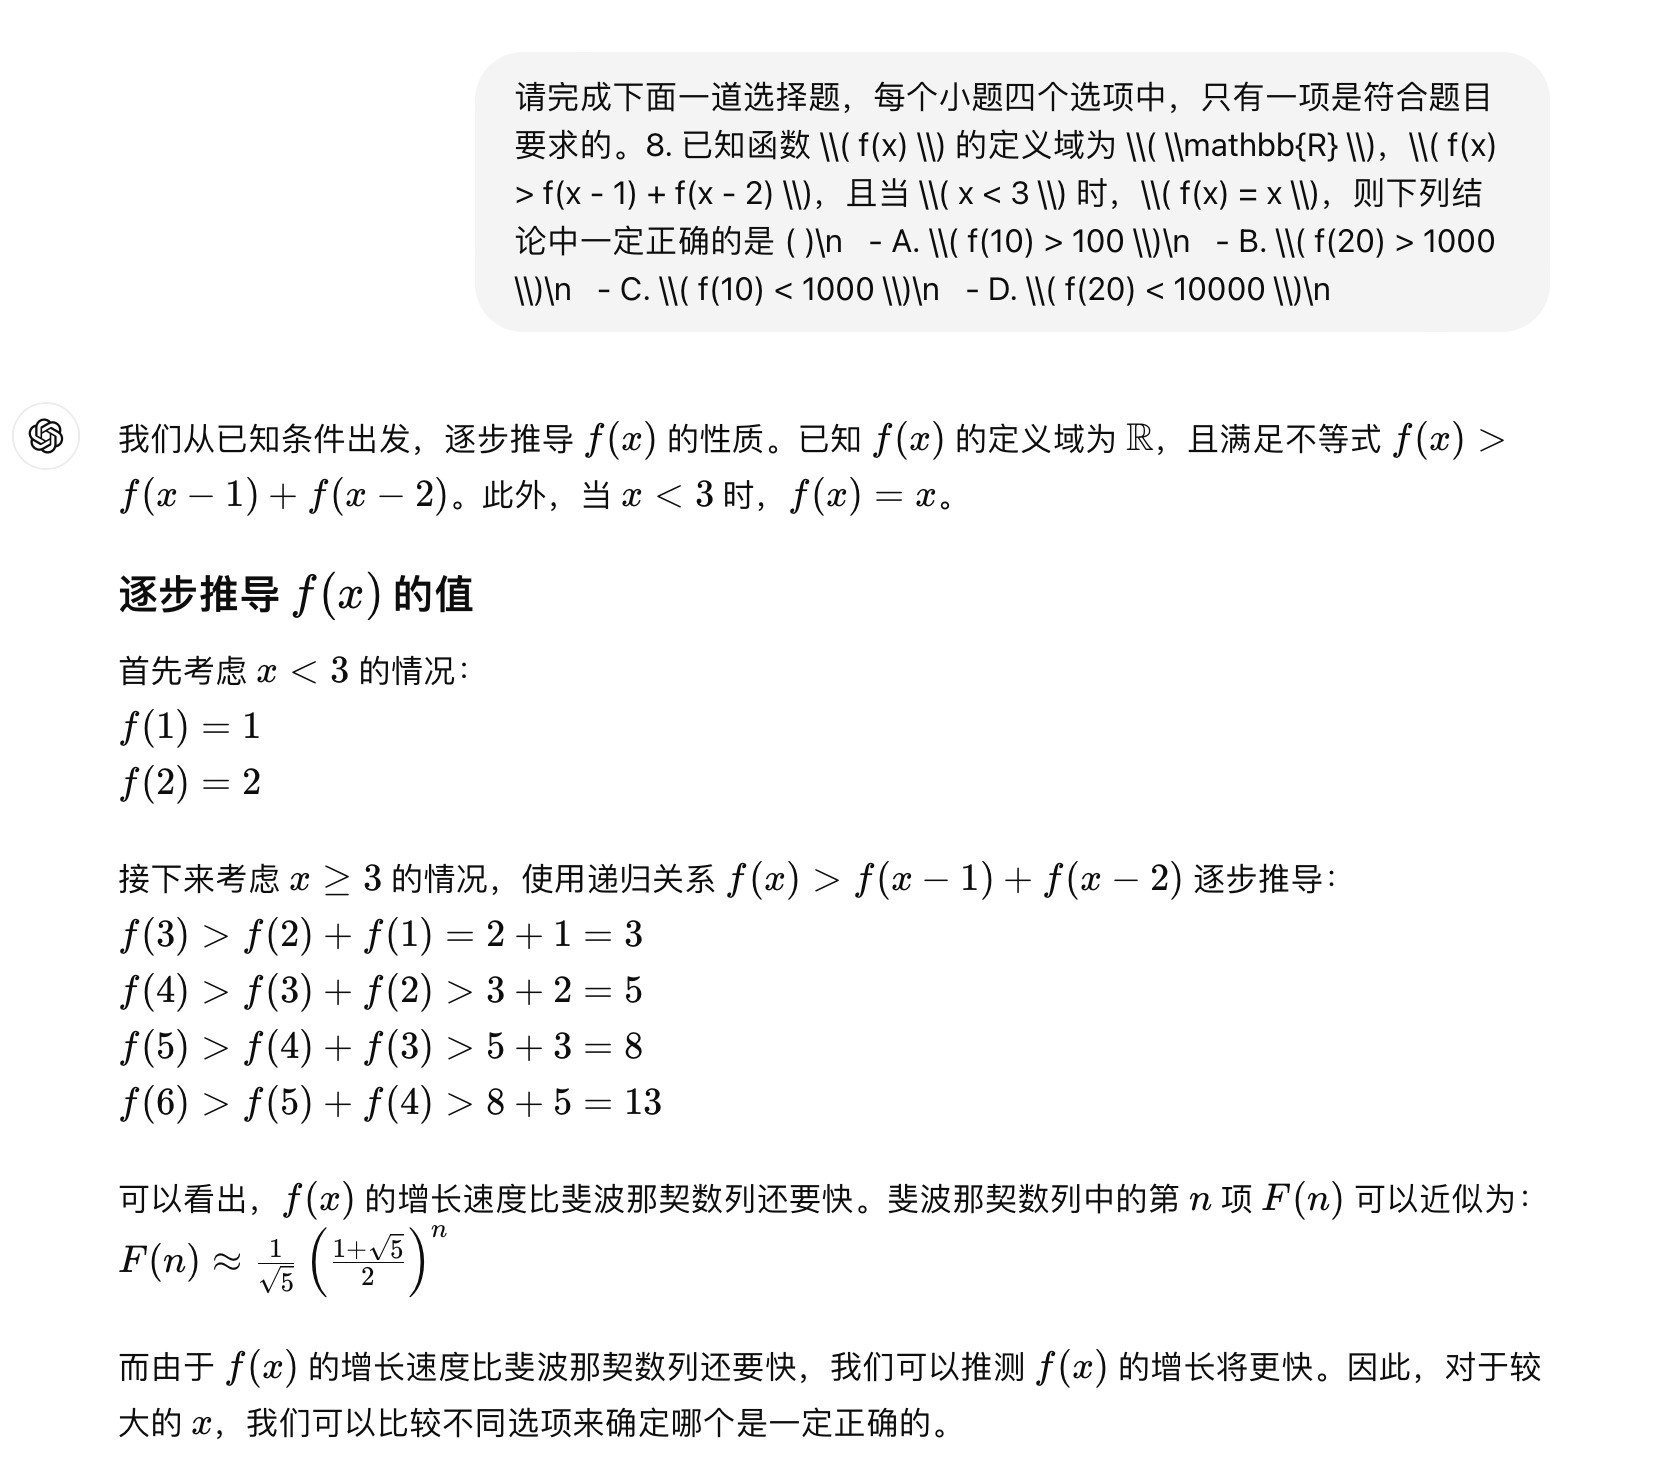 请完成下面一道选择题，每个小题四个选项中，只有一项是符合题目
要求的。8. 已知函数 \\( f(x) \\) 的定义域为 \\( \\mathbb{R} \\)，\\( f(x)
> f(x - 1) + f(x - 2) \\)，且当 \\( x < 3 \\) 时，\\( f(x) = x \\)，则下列结
论中一定正确的是 ( )\n   - A. \\( f(10) > 100 \\)\n   - B. \\( f(20) > 1000
\\)\n   - C. \\( f(10) < 1000 \\)\n   - D. \\( f(20) < 10000 \\)\n
我们从已知条件出发，逐步推导 f(x) 的性质。已知 f(x) 的定义域为 ℝ，且满足不等式 f(x) >
f(x − 1) + f(x − 2)。此外，当 x < 3 时，f(x) = x。
逐步推导 f(x) 的值
首先考虑 x < 3 的情况：
f(1) = 1
f(2) = 2
接下来考虑 x ≥ 3 的情况，使用递归关系 f(x) > f(x − 1) + f(x − 2) 逐步推导：
f(3) > f(2) + f(1) = 2 + 1 = 3
f(4) > f(3) + f(2) > 3 + 2 = 5
f(5) > f(4) + f(3) > 5 + 3 = 8
f(6) > f(5) + f(4) > 8 + 5 = 13
可以看出，f(x) 的增长速度比斐波那契数列还要快。斐波那契数列中的第 n 项 F(n) 可以近似为：
F(n) ≈ \frac{1}{\sqrt{5}} \left( \frac{1+\sqrt{5}}{2} \right)^n
而由于 f(x) 的增长速度比斐波那契数列还要快，我们可以推测 f(x) 的增长将更快。因此，对于较
大的 x，我们可以比较不同选项来确定哪个是一定正确的。